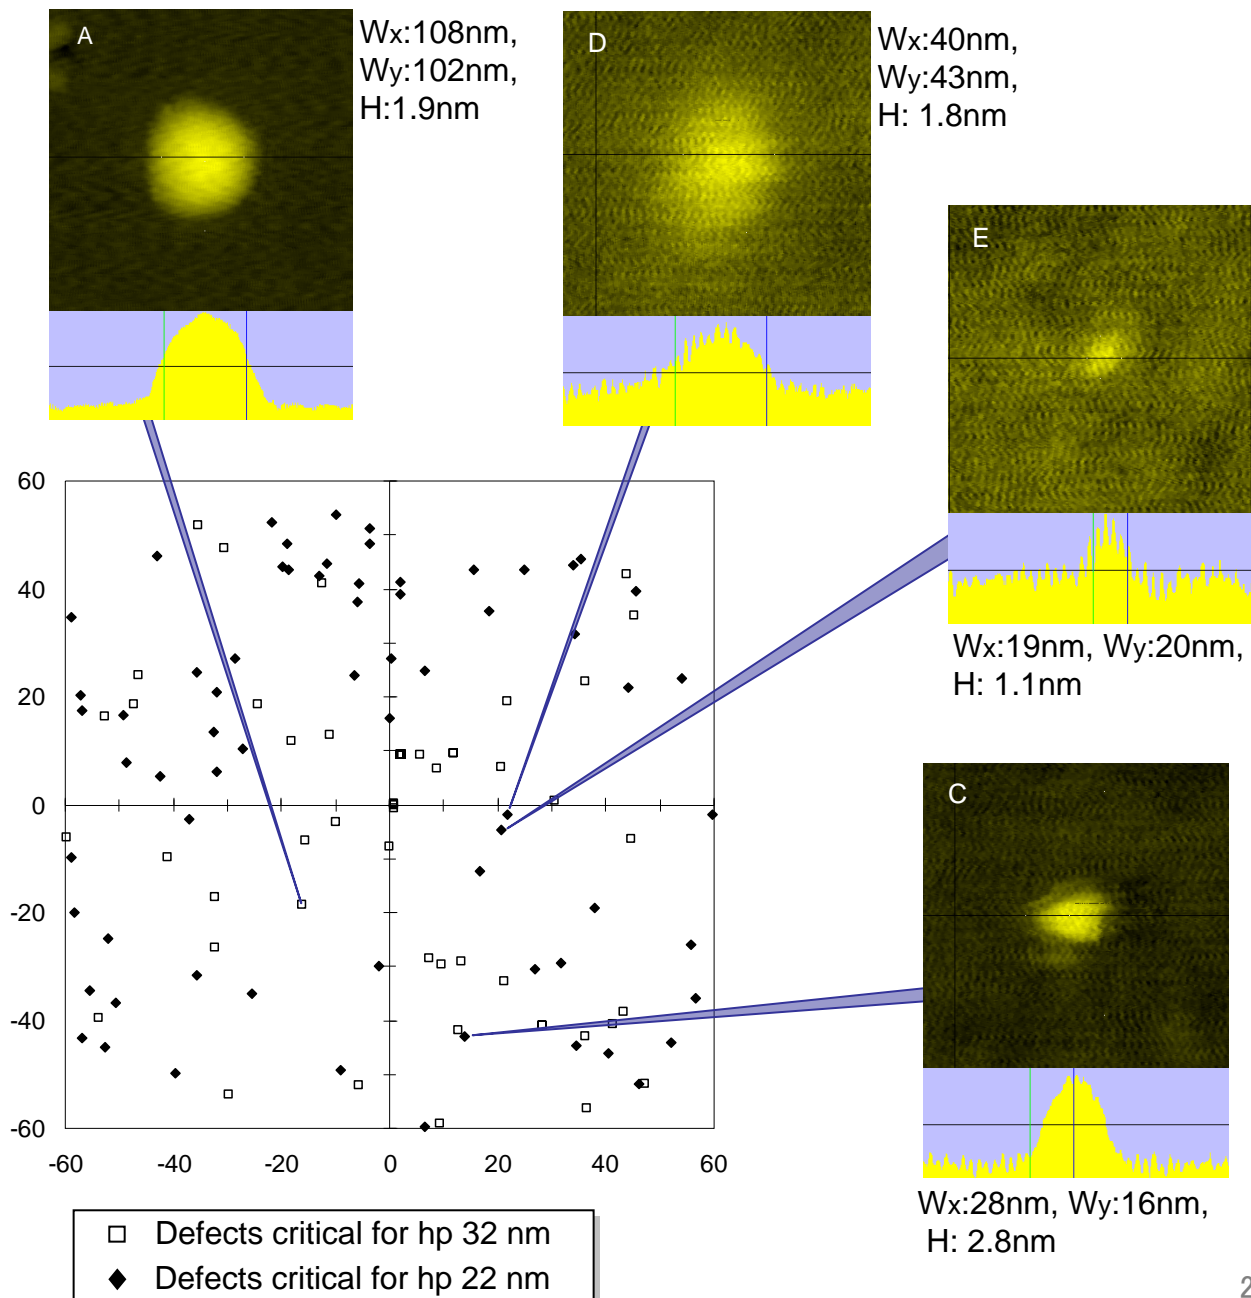 A
Wx:108nm,
Wy:102nm,
H:1.9nm
D
Wx:40nm,
Wy:43nm,
H: 1.8nm
E
Wx:19nm, Wy:20nm,
H: 1.1nm
C
Wx:28nm, Wy:16nm,
H: 2.8nm
60
40
20
0
-20
-40
-60
-60 -40 -20 0 20 40 60
Defects critical for hp 32 nm
Defects critical for hp 22 nm
2